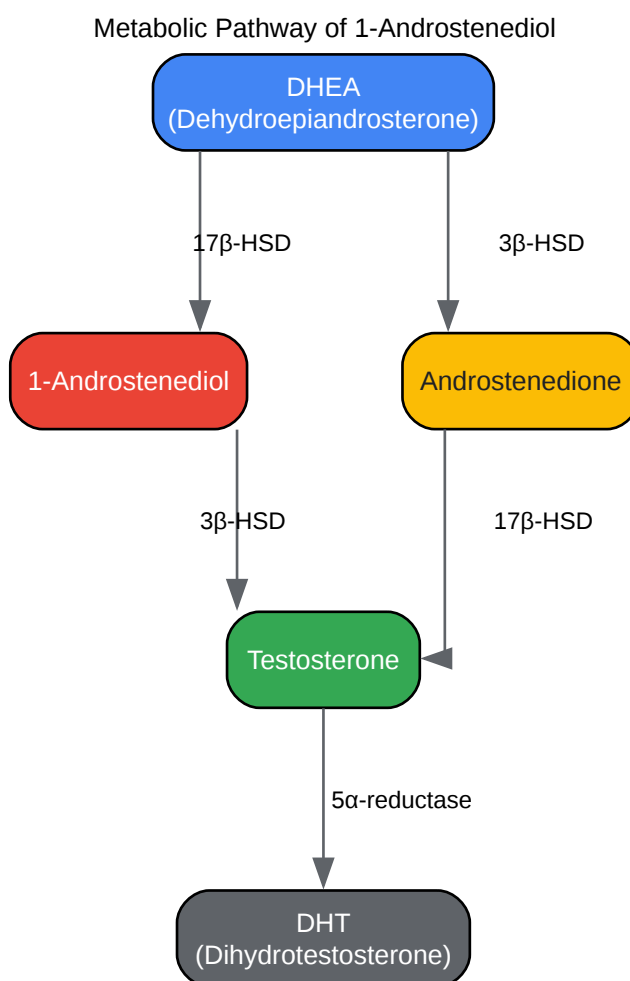 Metabolic Pathway of 1-Androstenediol
DHEA
(Dehydroepiandrosterone)
17β-HSD
3β-HSD
1-Androstenediol
Androstenedione
3β-HSD
17β-HSD
Testosterone
5α-reductase
DHT
(Dihydrotestosterone)